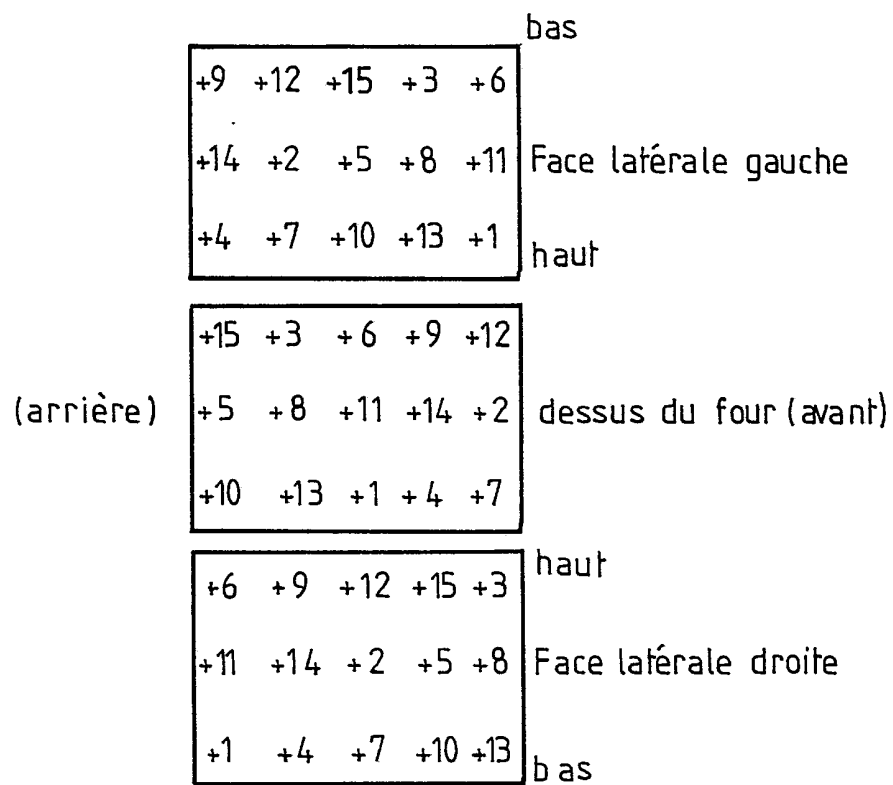 bas
+9 +12 +15 +3 +6
+14 +2 +5 +8 +11 Face latérale gauche
+4 +7 +10 +13 +1
haut
+15 +3 +6 +9 +12
(arrière) +5 +8 +11 +14 +2 dessus du four (avant)
+10 +13 +1 +4 +7
haut
+6 +9 +12 +15 +3
+11 +14 +2 +5 +8 Face latérale droite
+1 +4 +7 +10 +13
bas